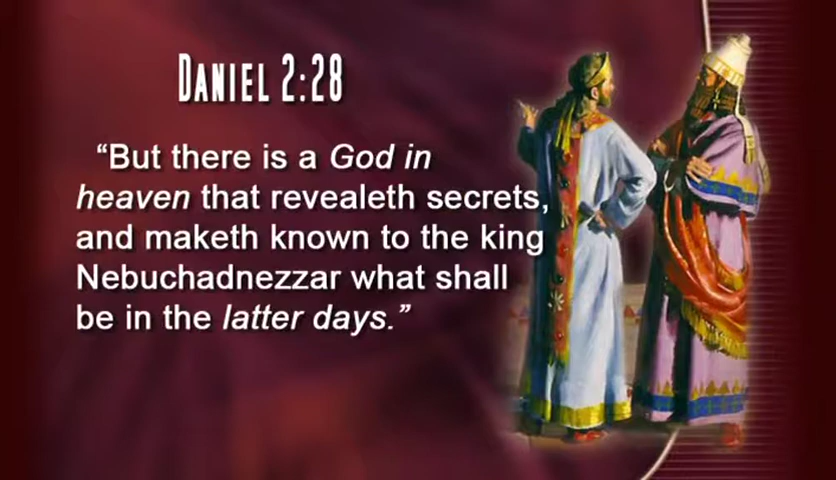 DANIEL 2:28
“But there is a God in
heaven that revealeth secrets,
and maketh known to the king
Nebuchadnezzar what shall
be in the latter days.”